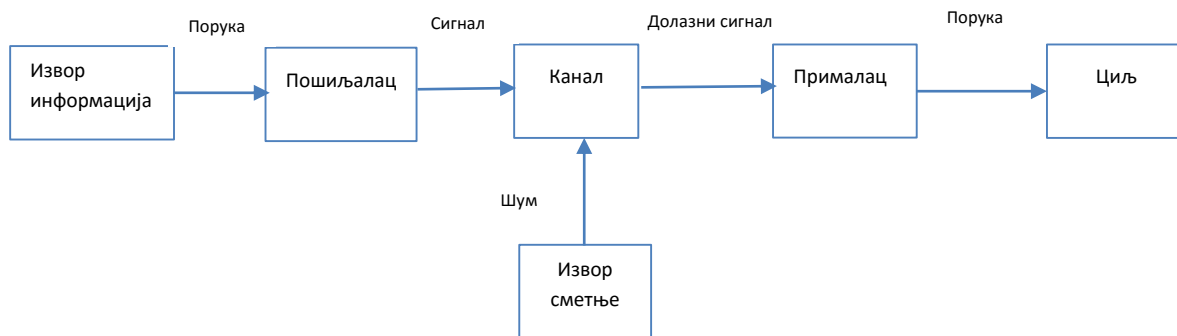 Порука
Сигнал
Долазни сигнал
Порука
Извор
информација
Пошиљалац
Канал
Прималац
Циљ
Шум
Извор
сметње